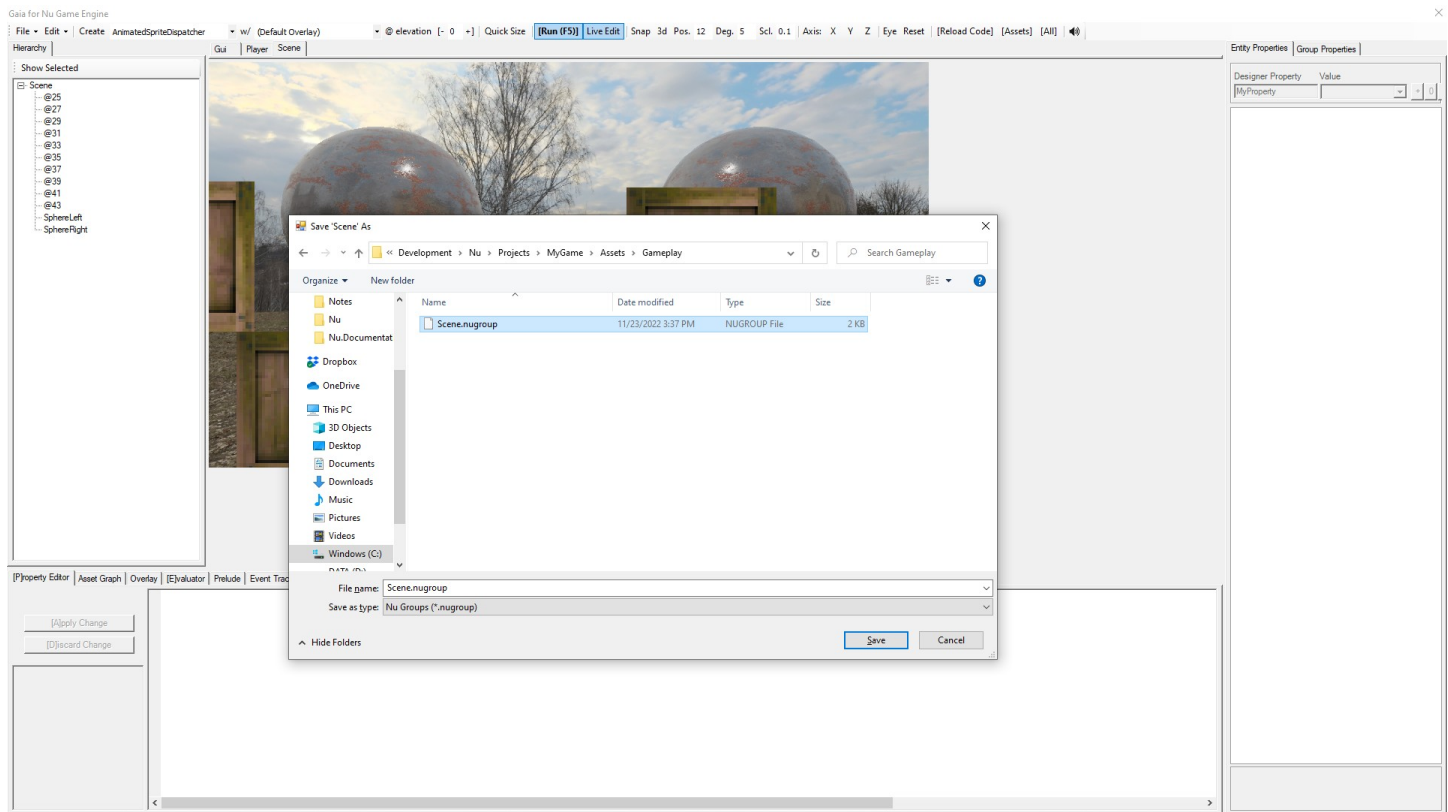 Gaia for Nu Game Engine
File Edit Create AnimatedSpriteDispatcher w/ (Default Overlay) @ elevation [- 0 +] Quick Size [Run (F5)] Live Edit Snap 3d Pos. 12 Deg. 5 Scl. 0.1 Axis: X Y Z Eye Reset [Reload Code] [Assets] [All]
Hierarchy
Gui Player Scene
Entity Properties Group Properties
Show Selected
Scene
@25
@27
@29
@31
@33
@35
@37
@39
@41
@43
SphereLeft
SphereRight
Designer Property Value
MyProperty + 0
Save 'Scene' As
« Development > Nu > Projects > MyGame > Assets > Gameplay
Search Gameplay
Organize New folder
Notes
Nu
Nu.Documentat
Dropbox
OneDrive
This PC
3D Objects
Desktop
Documents
Downloads
Music
Pictures
Videos
Windows (C:)
DATA (D:)
Name Date modified Type Size
Scene.nugroup 11/23/2022 3:37 PM NUGROUP File 2 KB
File name: Scene.nugroup
Save as type: Nu Groups (*.nugroup)
Hide Folders
Save Cancel
[P]roperty Editor Asset Graph Overlay [E]valuator Prelude Event Trac
[A]pply Change
[D]iscard Change